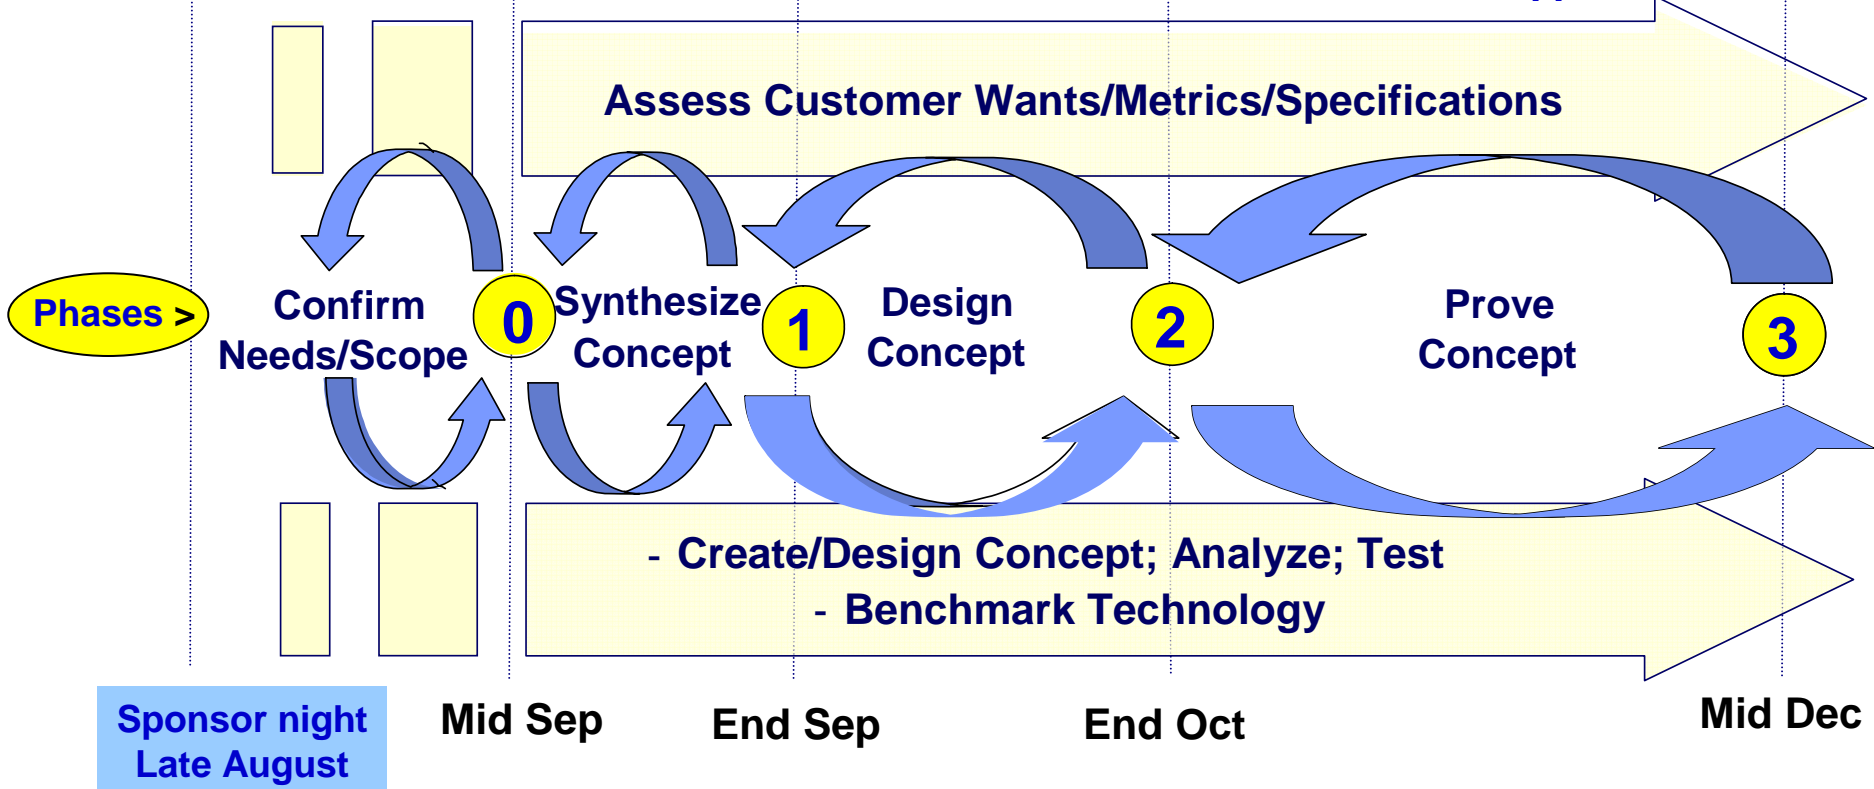 Assess Customer Wants/Metrics/Specifications
Phases >
Confirm
Needs/Scope
0
Synthesize
Concept
1
Design
Concept
2
Prove
Concept
3
- Create/Design Concept; Analyze; Test
- Benchmark Technology
Sponsor night
Late August
Mid Sep
End Sep
End Oct
Mid Dec